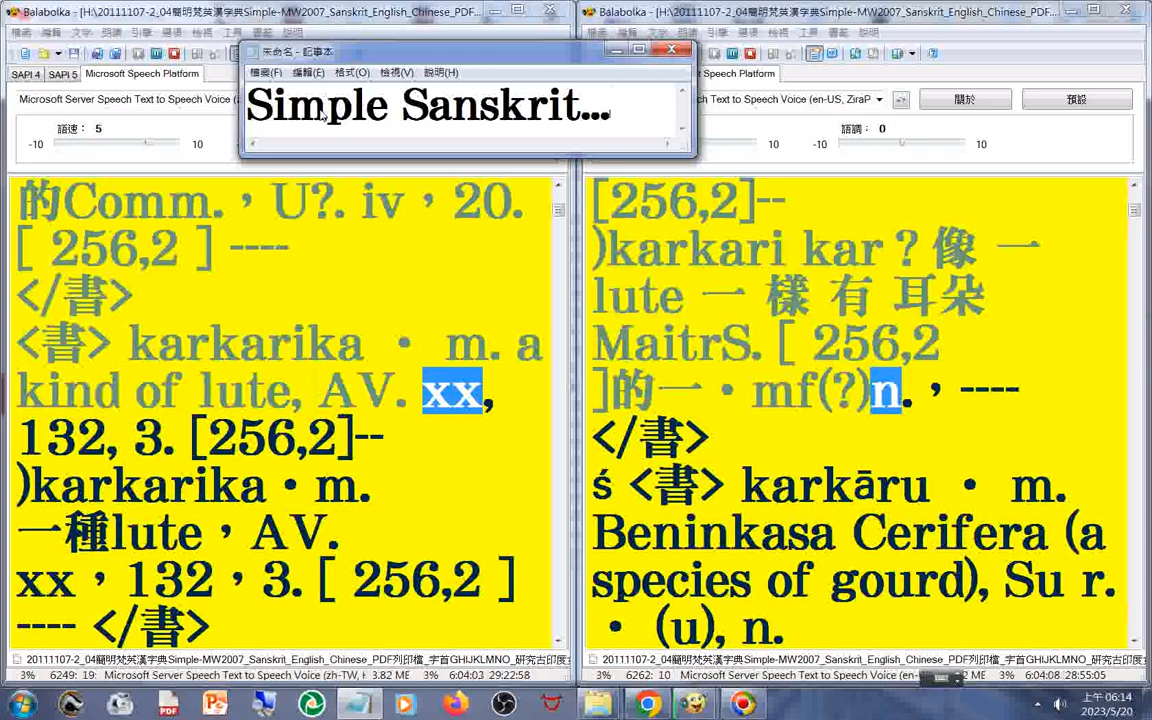 Balabolka - [H:\20111107-2_04簡明梵英漢字典Simple-MW2007_Sanskrit_English_Chinese_PDF...
Balabolka - [H:\20111107-2_04簡明梵英漢字典Simple-MW2007_Sanskrit_English_Chinese_PDF...
未命名 - 記事本
檔案(F) 編輯(E) 格式(O) 檢視(V) 說明(H)
Simple Sanskrit...
SAPI 4 SAPI 5 Microsoft Speech Platform
t Speech Platform
Microsoft Server Speech Text to Speech Voice (
ch Text to Speech Voice (en-US, ZiraP
關於
預設
語速： 5
-10
10
10
語調： 0
-10
10
的Comm.，U?. iv，20.
[ 256,2 ] ----
</書>
<書> karkarika ‧ m. a
kind of lute, AV. xx,
132, 3. [256,2]--
)karkarika‧m.
一種lute，AV.
xx，132，3. [ 256,2 ]
---- </書>
[256,2]--
)karkari kar ? 像 一
lute 一 樣 有 耳朵
MaitrS. [ 256,2
]的一‧mf(?)n.，----
</書>
ś <書> karkāru ‧ m.
Beninkasa Cerifera (a
species of gourd), Su r.
‧ (u), n.
20111107-2_04簡明梵英漢字典Simple-MW2007_Sanskrit_English_Chinese_PDF列印檔_字首GHIJKLMNO_研究古印度
20111107-2_04簡明梵英漢字典Simple-MW2007_Sanskrit_English_Chinese_PDF列印檔_字首GHIJKLMNO_研究古印度
3% 6249: 19: Microsoft Server Speech Text to Speech Voice (zh-TW, H 3.82 ME 3% 6:04:03 29:22:58
3% 6262: 10 Microsoft Server Speech Text to Speech Voice (en- 3% 6:04:08 28:55:05
上午 06:14
2023/5/20